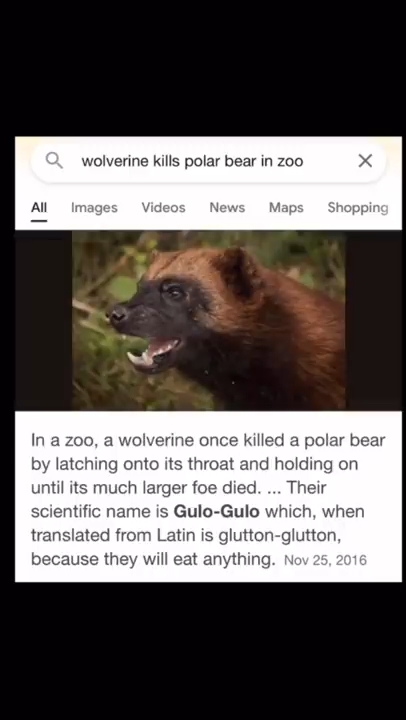 wolverine kills polar bear in zoo
All Images Videos News Maps Shopping
In a zoo, a wolverine once killed a polar bear
by latching onto its throat and holding on
until its much larger foe died. ... Their
scientific name is Gulo-Gulo which, when
translated from Latin is glutton-glutton,
because they will eat anything. Nov 25, 2016